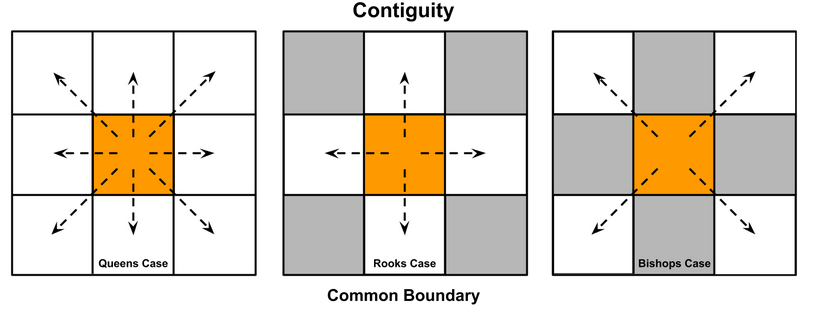 Contiguity
Queens Case
Rooks Case
Bishops Case
Common Boundary